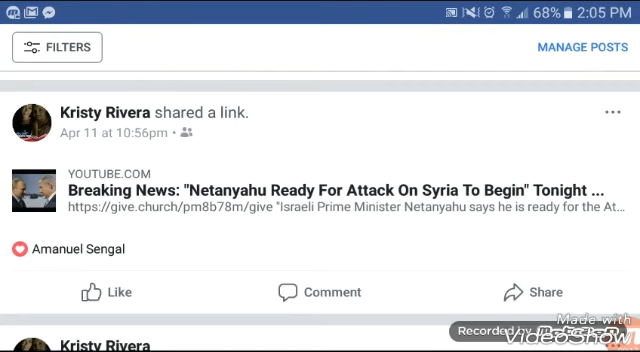 68% 2:05 PM
FILTERS
MANAGE POSTS
Kristy Rivera shared a link.
Apr 11 at 10:56pm •
YOUTUBE.COM
Breaking News: "Netanyahu Ready For Attack On Syria To Begin" Tonight ...
https://give.church/pm8b78m/give "Israeli Prime Minister Netanyahu says he is ready for the At...
Amanuel Sengal
Like
Comment
Share
Made with
Recorded by
VideoShow
Kristy Rivera